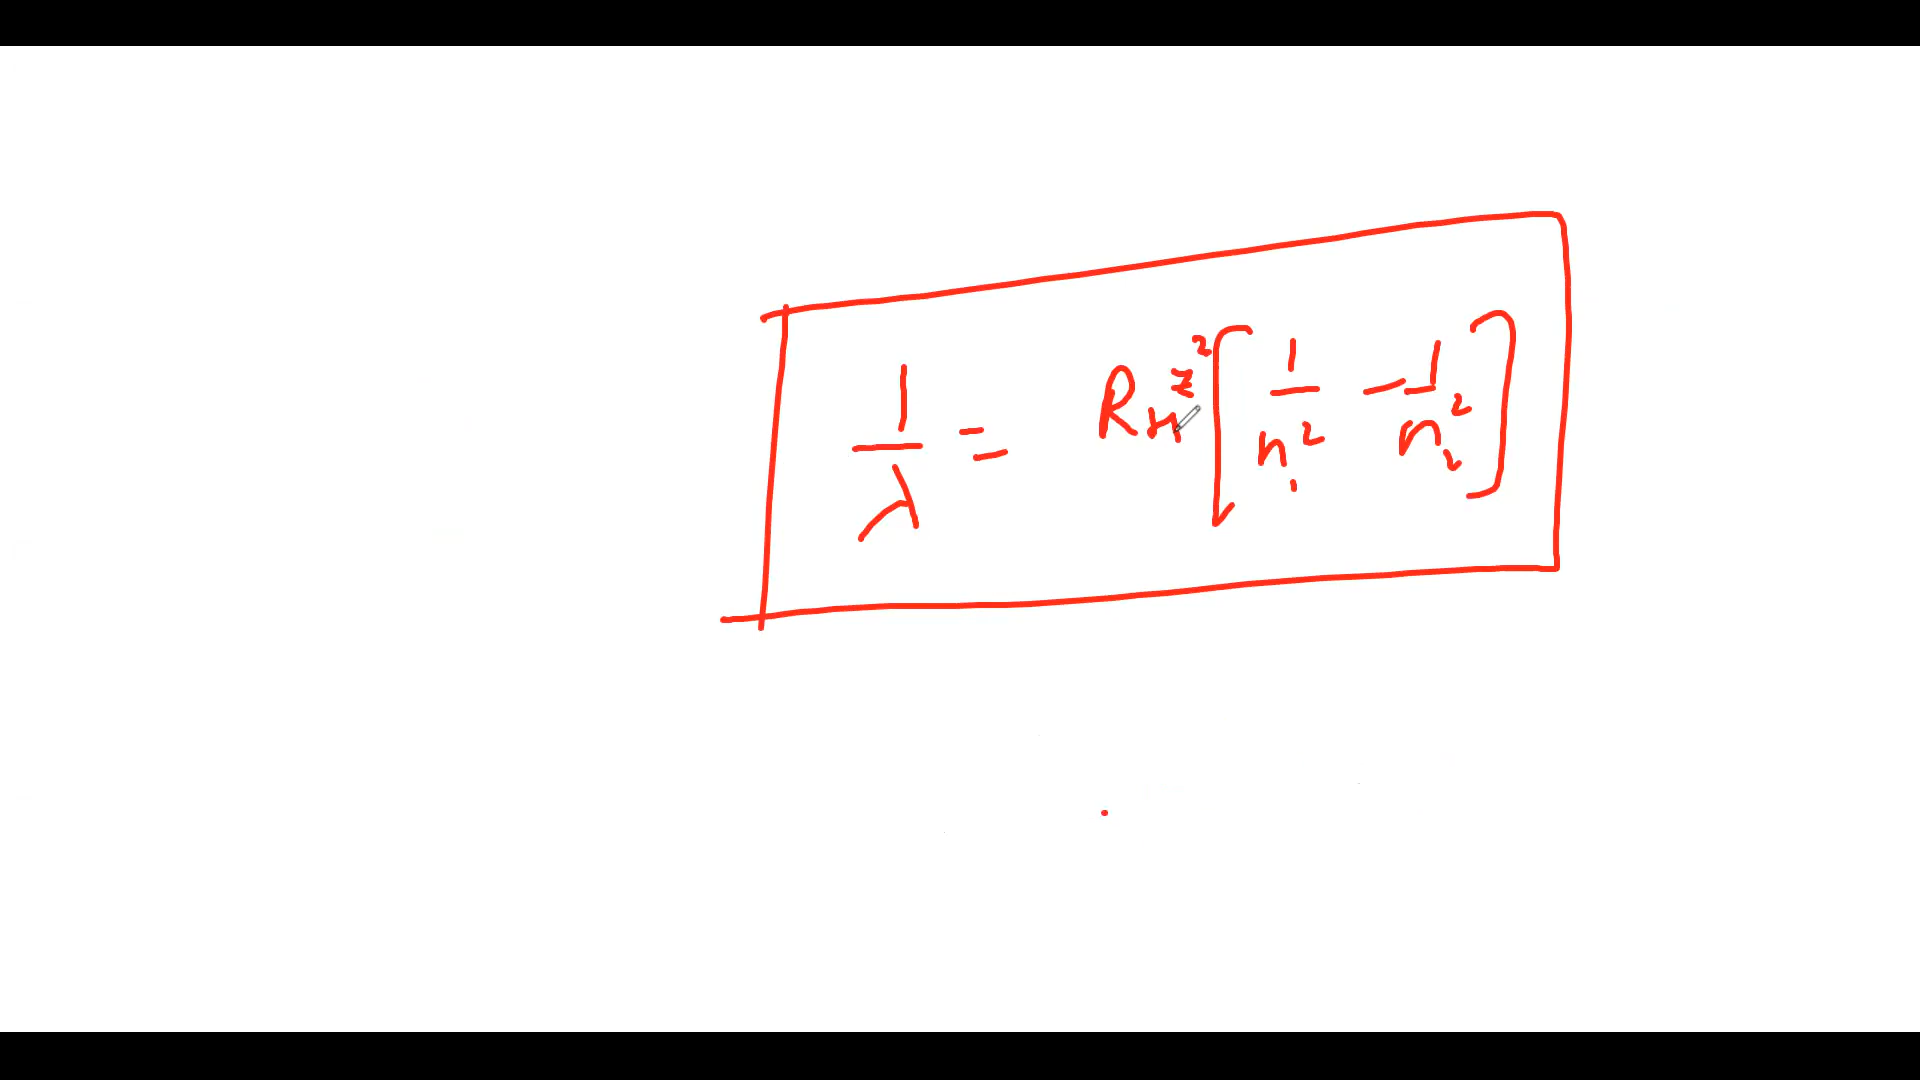 1/λ = R_H z² [1/n₁² - 1/n₂²]